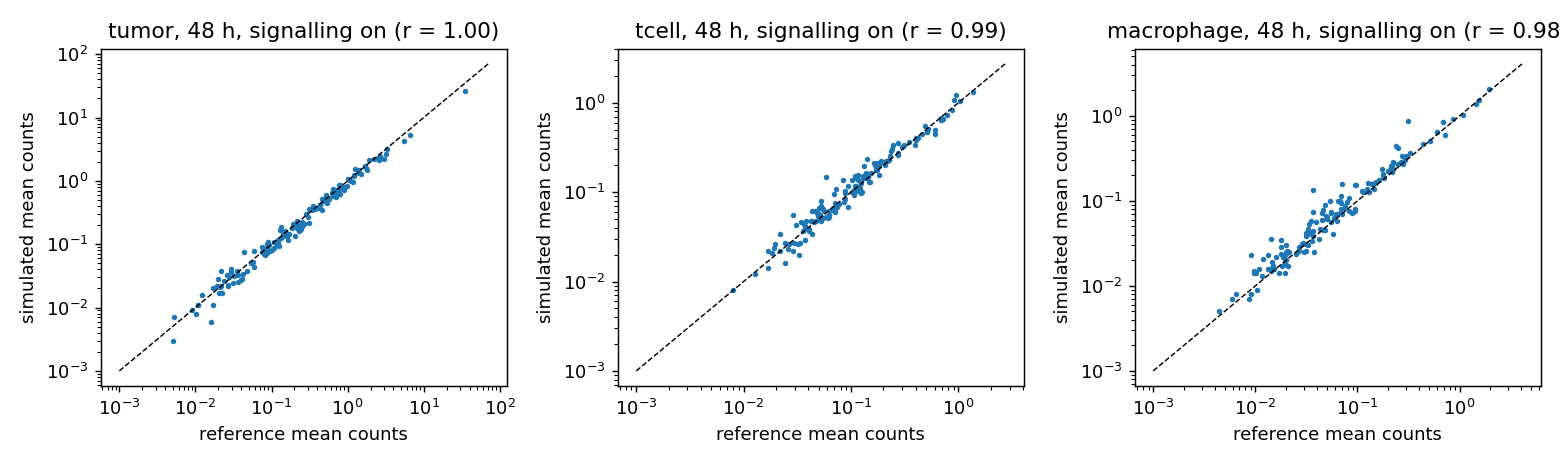 tumor, 48 h, signalling on (r = 1.00)
10² 10¹ 10⁰ 10⁻¹ 10⁻² 10⁻³
simulated mean counts
10⁻³ 10⁻² 10⁻¹ 10⁰ 10¹ 10²
reference mean counts
tcell, 48 h, signalling on (r = 0.99)
10⁰ 10⁻¹ 10⁻² 10⁻³
simulated mean counts
10⁻³ 10⁻² 10⁻¹ 10⁰
reference mean counts
macrophage, 48 h, signalling on (r = 0.98
10⁰ 10⁻¹ 10⁻² 10⁻³
simulated mean counts
10⁻³ 10⁻² 10⁻¹ 10⁰
reference mean counts